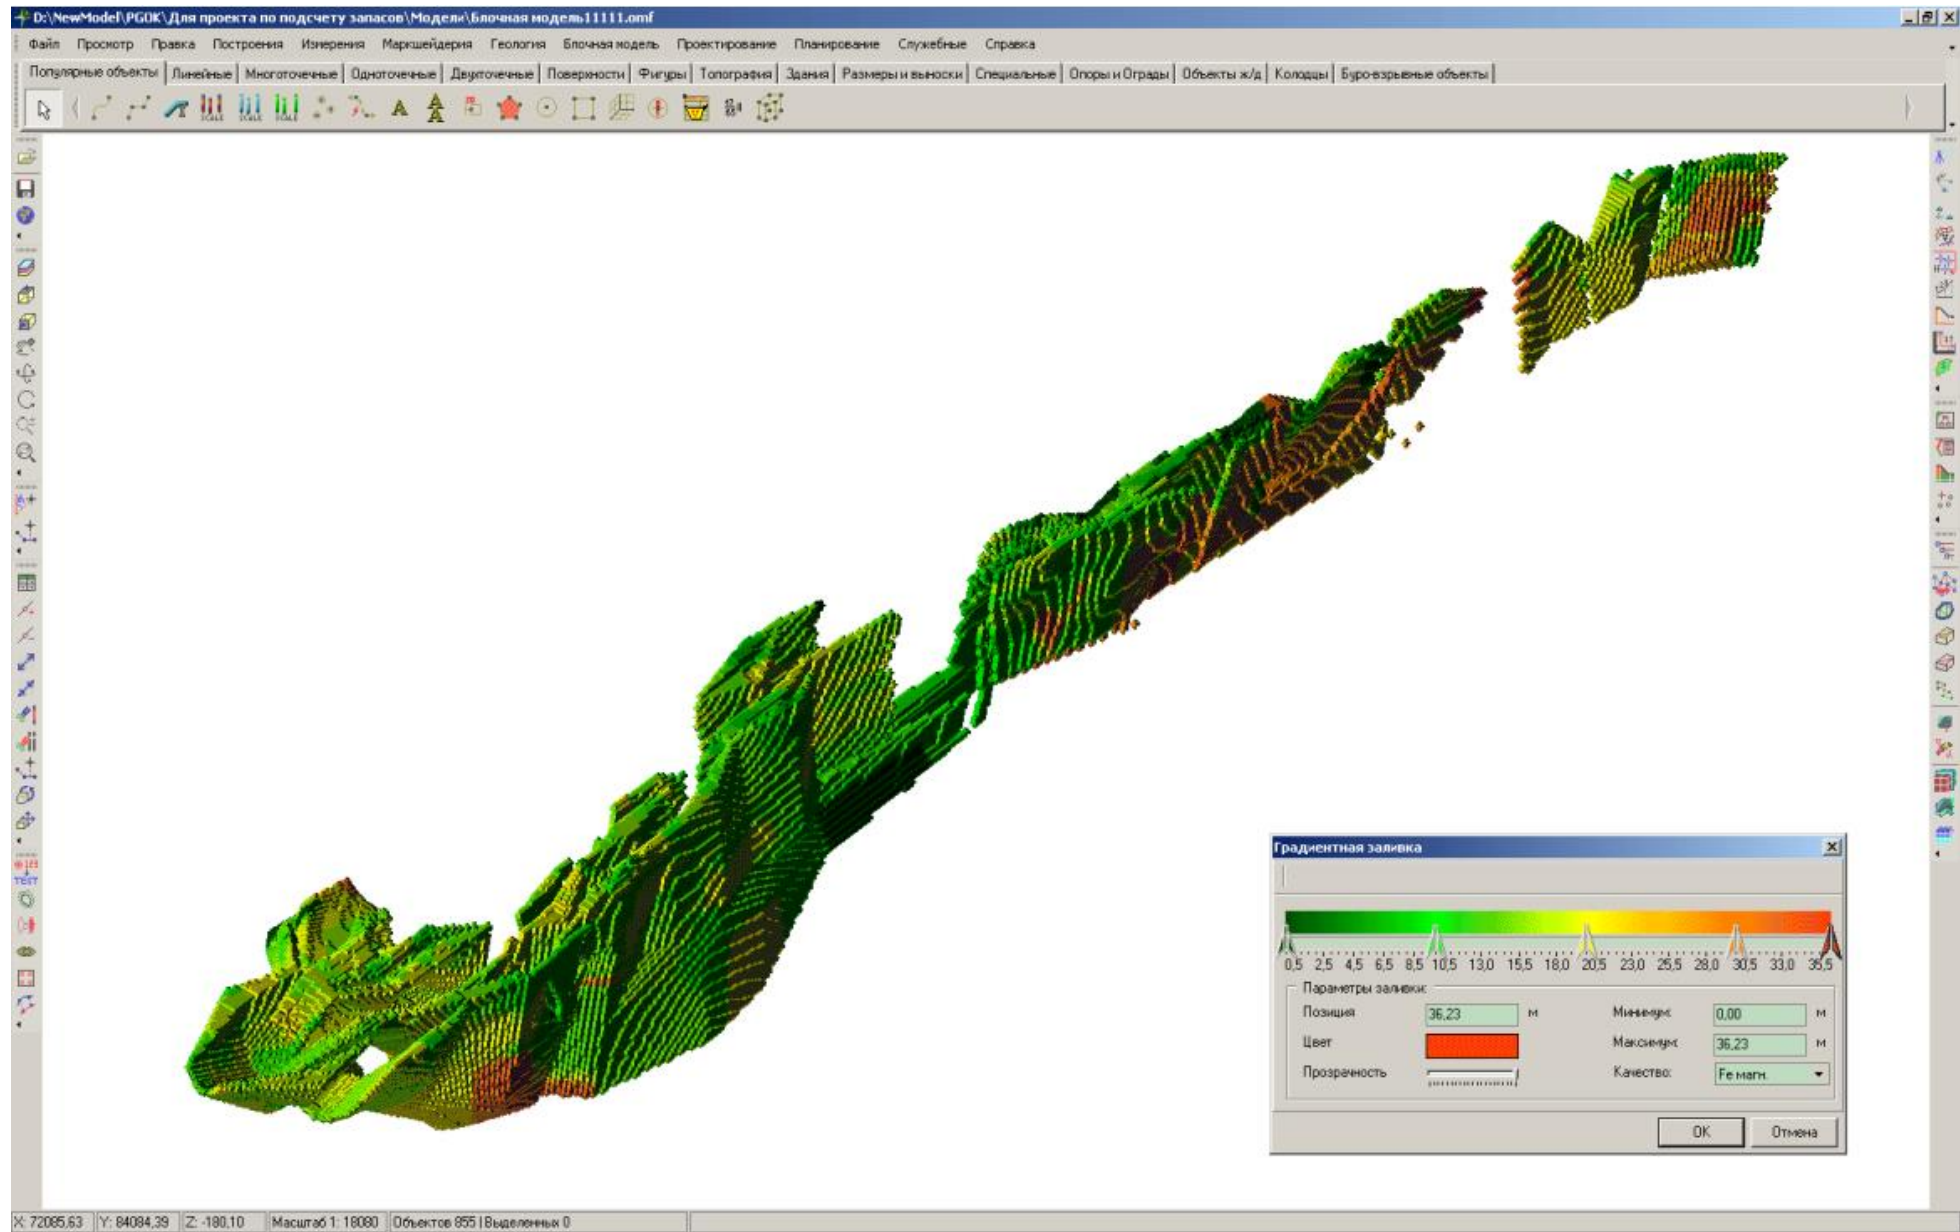 D:\NewModel\PGOK\Для проекта по подсчету запасов\Модели\Блочная модель11111.omf
Файл Просмотр Правка Построения Измерения Маркшейдерия Геология Блочная модель Проектирование Планирование Служебные Справка
Популярные объекты Линейные Многоточечные Одноточечные Двухточечные Поверхности Фигуры Топография Здания Размеры и выноски Специальные Опоры и Ограды Объекты ж/д Колодцы Буро-взрывные объекты
SCALE SCALE SCALE
TEST
Градиентная заливка
0,5 2,5 4,5 6,5 8,5 10,5 13,0 15,5 18,0 20,5 23,0 25,5 28,0 30,5 33,0 35,5
Параметры заливки:
Позиция 36,23 м Минимум: 0,00 м
Цвет Максимум: 36,23 м
Прозрачность Качество: Fe магн.
OK Отмена
X: 72085,63 Y: 84084,39 Z: -180,10 Масштаб 1: 18080 Объектов 855 | Выделенных 0